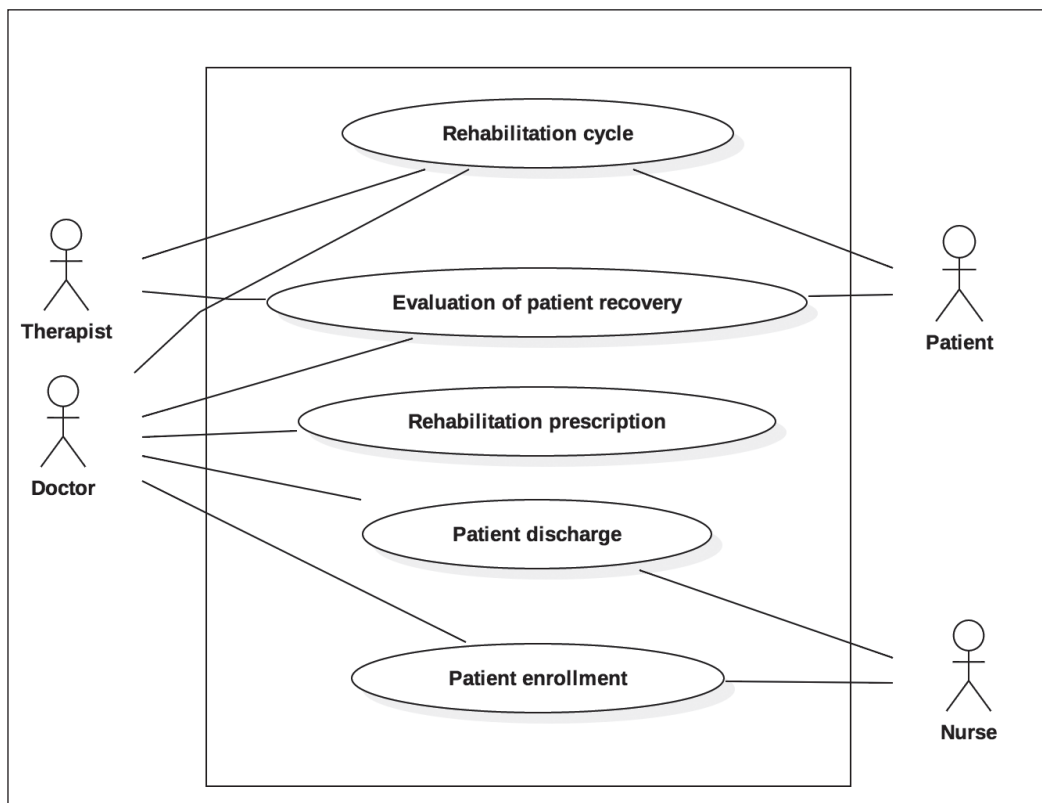 Rehabilitation cycle
Therapist
Evaluation of patient recovery
Patient
Rehabilitation prescription
Doctor
Patient discharge
Patient enrollment
Nurse